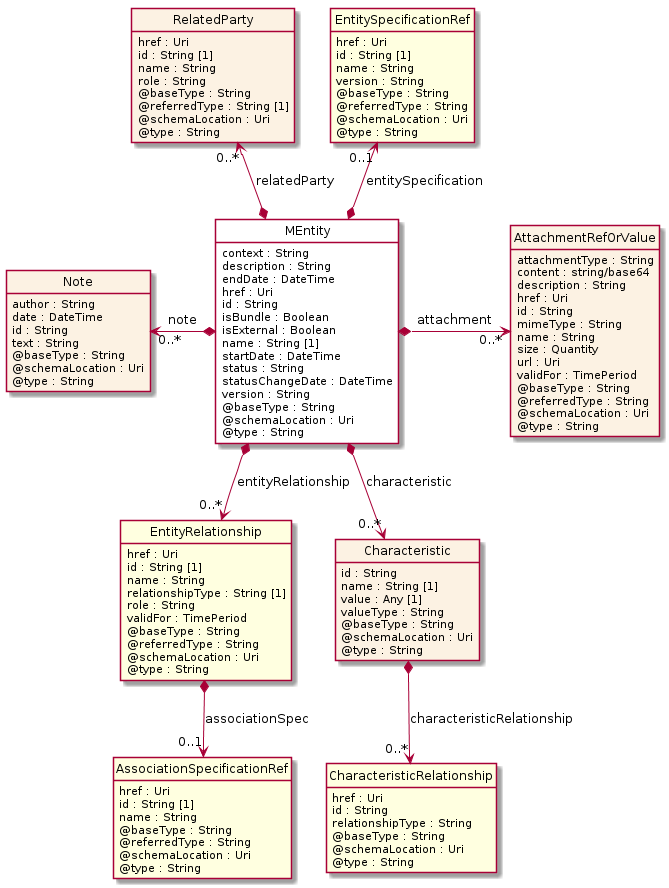 RelatedParty
href : Uri
id : String [1]
name : String
role : String
@baseType : String
@referredType : String [1]
@schemaLocation : Uri
@type : String
EntitySpecificationRef
href : Uri
id : String [1]
name : String
version : String
@baseType : String
@referredType : String
@schemaLocation : Uri
@type : String
0..*
relatedParty
0..1
entitySpecification
MEntity
context : String
description : String
endDate : DateTime
href : Uri
id : String
isBundle : Boolean
isExternal : Boolean
name : String [1]
startDate : DateTime
status : String
statusChangeDate : DateTime
version : String
@baseType : String
@schemaLocation : Uri
@type : String
Note
author : String
date : DateTime
id : String
text : String
@baseType : String
@schemaLocation : Uri
@type : String
note
0..*
attachment
0..*
AttachmentRefOrValue
attachmentType : String
content : string/base64
description : String
href : Uri
id : String
mimeType : String
name : String
size : Quantity
url : Uri
validFor : TimePeriod
@baseType : String
@referredType : String
@schemaLocation : Uri
@type : String
entityRelationship
0..*
characteristic
0..*
EntityRelationship
href : Uri
id : String [1]
name : String
relationshipType : String [1]
role : String
validFor : TimePeriod
@baseType : String
@referredType : String
@schemaLocation : Uri
@type : String
Characteristic
id : String
name : String [1]
value : Any [1]
valueType : String
@baseType : String
@schemaLocation : Uri
@type : String
associationSpec
0..1
characteristicRelationship
0..*
AssociationSpecificationRef
href : Uri
id : String [1]
name : String
@baseType : String
@referredType : String
@schemaLocation : Uri
@type : String
CharacteristicRelationship
href : Uri
id : String
relationshipType : String
@baseType : String
@schemaLocation : Uri
@type : String